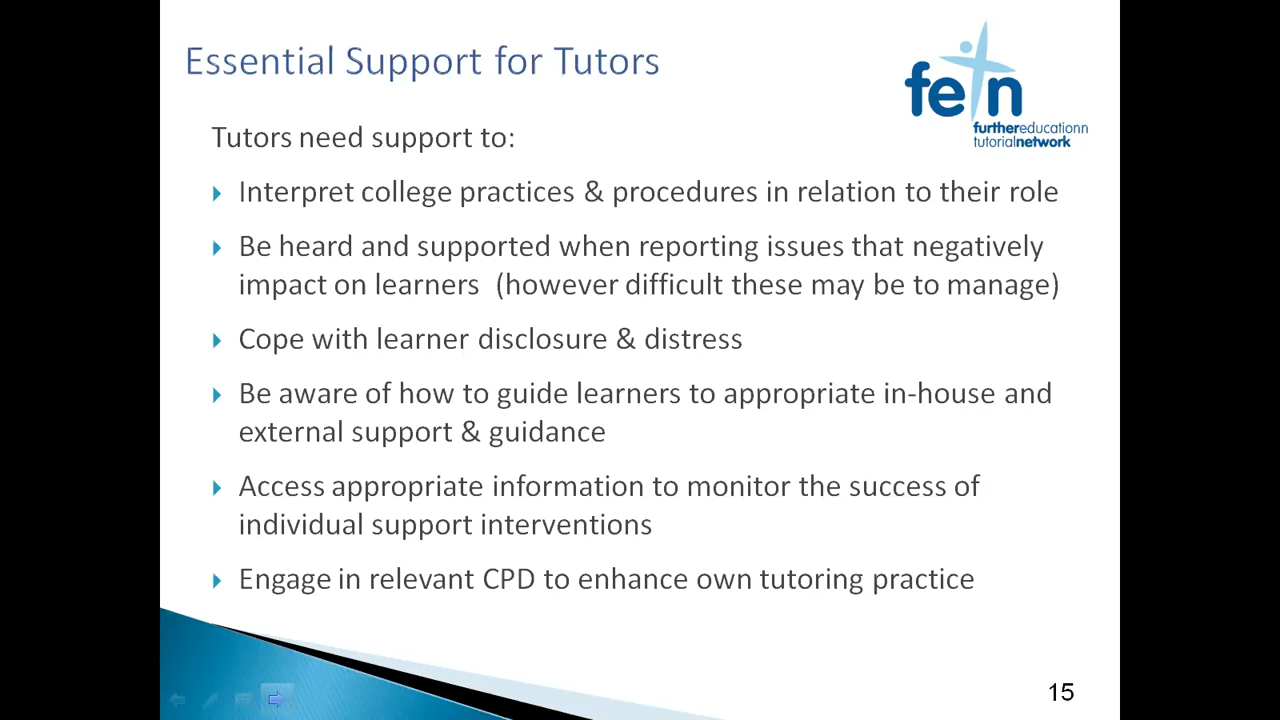 Essential Support for Tutors
fetn
furthereducationn
tutorialnetwork
Tutors need support to:
Interpret college practices & procedures in relation to their role
Be heard and supported when reporting issues that negatively
impact on learners (however difficult these may be to manage)
Cope with learner disclosure & distress
Be aware of how to guide learners to appropriate in-house and
external support & guidance
Access appropriate information to monitor the success of
individual support interventions
Engage in relevant CPD to enhance own tutoring practice
15